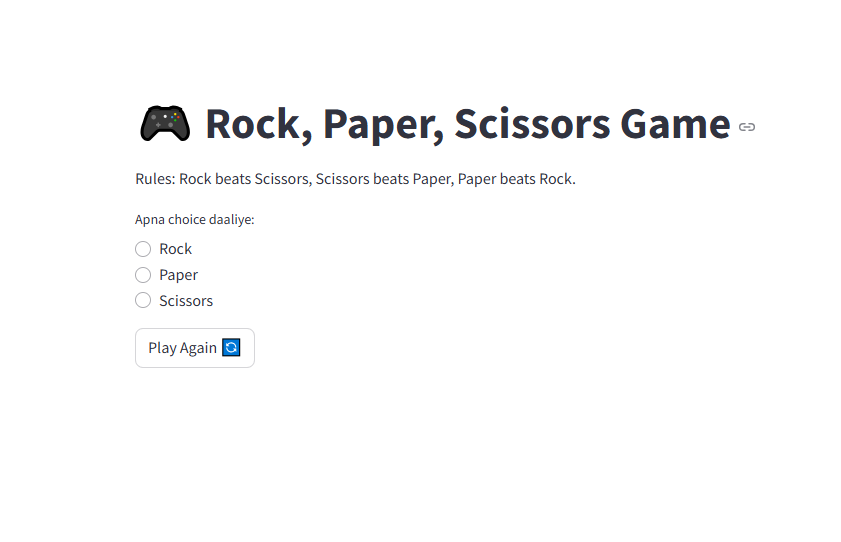 🎮 Rock, Paper, Scissors Game
Rules: Rock beats Scissors, Scissors beats Paper, Paper beats Rock.
Apna choice daaliye:
Rock
Paper
Scissors
Play Again 🔄